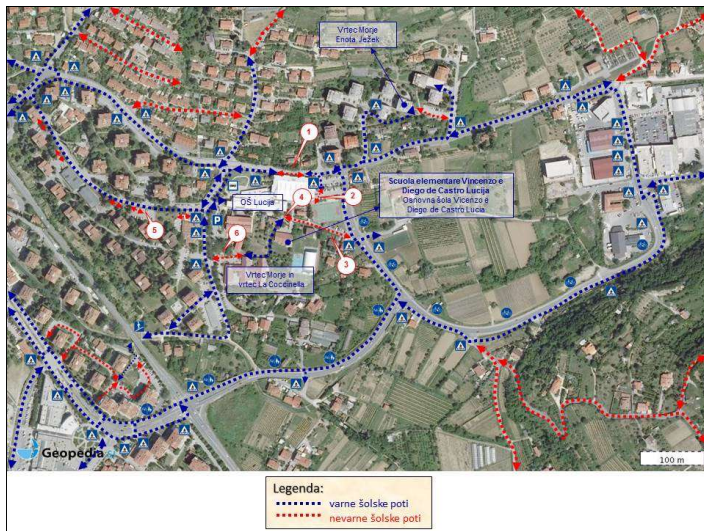 Vrtec Morje
Enota Ježek
1
4
2
Scuola elementare Vincenzo e
Diego de Castro Lucija
Osnovna šola Vicenzo e
Diego de Castro Lucia
OŠ Lucija
P
5
6
3
Vrtec Morje in
vrtec La Coccinella
Geopedia
100 m
Legenda:
varne šolske poti
nevarne šolske poti